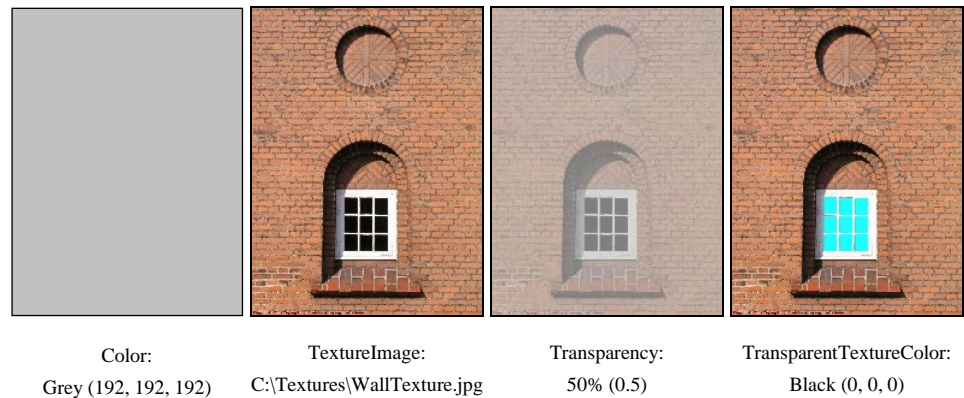 Color:
Grey (192, 192, 192)
TextureImage:
C:\Textures\WallTexture.jpg
Transparency:
50% (0.5)
TransparentTextureColor:
Black (0, 0, 0)